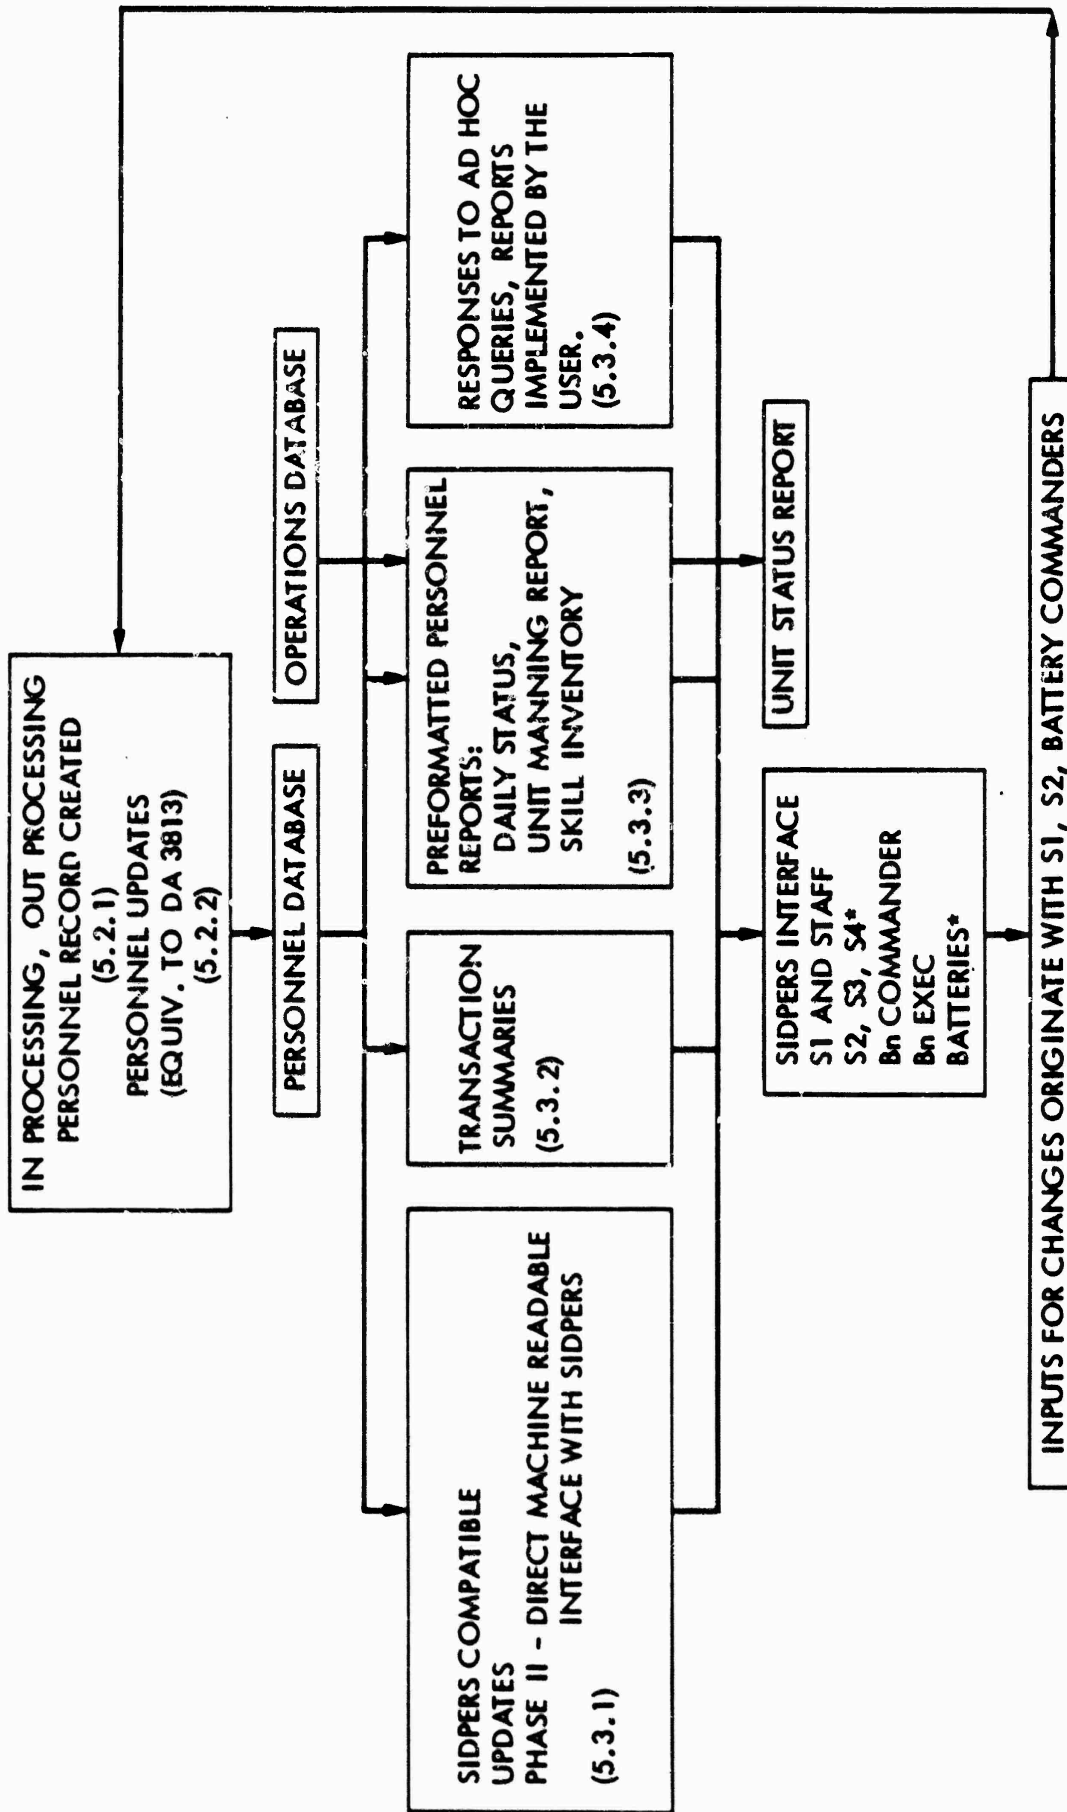 IN PROCESSING, OUT PROCESSING
PERSONNEL RECORD CREATED
(5.2.1)
PERSONNEL UPDATES
(EQUIV. TO DA 3813)
(5.2.2)
PERSONNEL DATABASE
OPERATIONS DATABASE
SIDPERS COMPATIBLE
UPDATES
PHASE II - DIRECT MACHINE READABLE
INTERFACE WITH SIDPERS
(5.3.1)
TRANSACTION
SUMMARIES
(5.3.2)
PREFORMATTED PERSONNEL
REPORTS:
DAILY STATUS,
UNIT MANNING REPORT,
SKILL INVENTORY
(5.3.3)
RESPONSES TO AD HOC
QUERIES, REPORTS
IMPLEMENTED BY THE
USER.
(5.3.4)
SIDPERS INTERFACE
S1 AND STAFF
S2, S3, S4*
Bn COMMANDER
Bn EXEC
BATTERIES*
UNIT STATUS REPORT
INPUTS FOR CHANGES ORIGINATE WITH S1, S2, BATTERY COMMANDERS